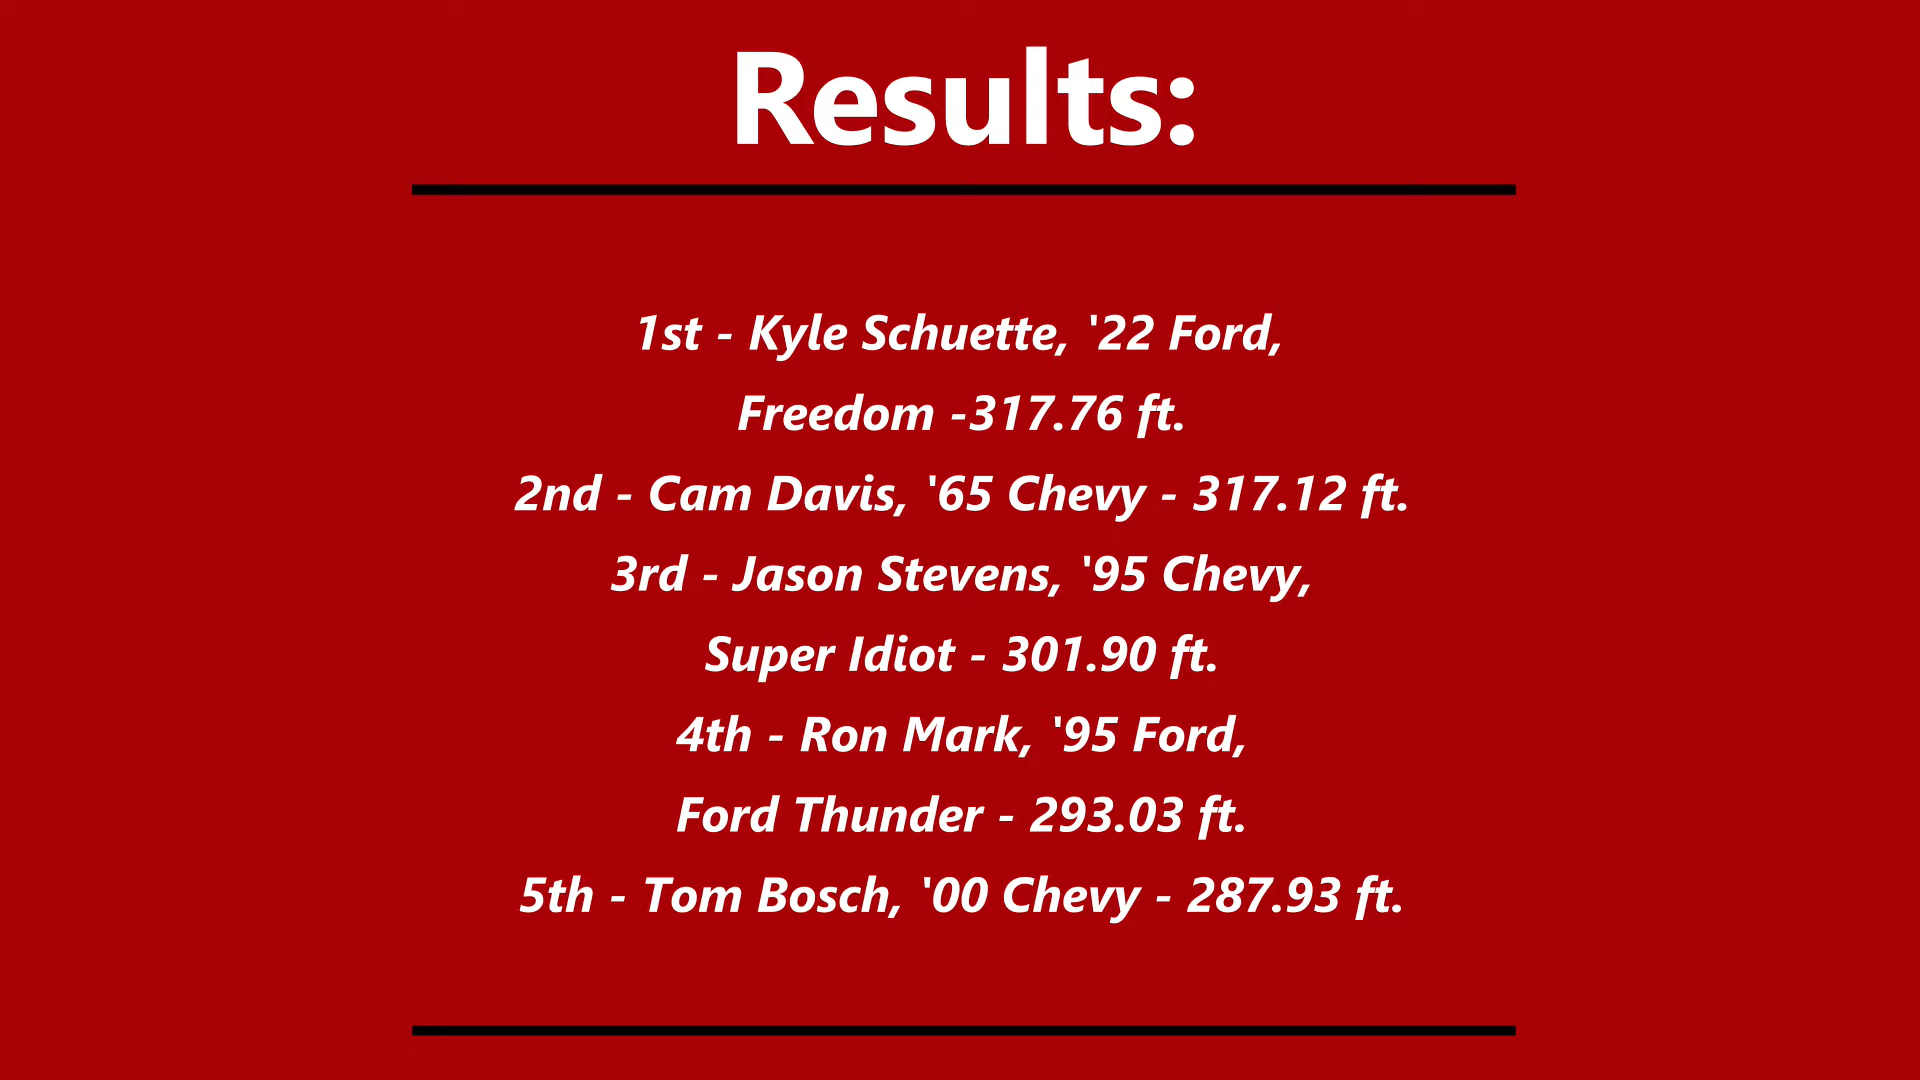 Results:
1st - Kyle Schuette, '22 Ford,
Freedom -317.76 ft.
2nd - Cam Davis, '65 Chevy - 317.12 ft.
3rd - Jason Stevens, '95 Chevy,
Super Idiot - 301.90 ft.
4th - Ron Mark, '95 Ford,
Ford Thunder - 293.03 ft.
5th - Tom Bosch, '00 Chevy - 287.93 ft.